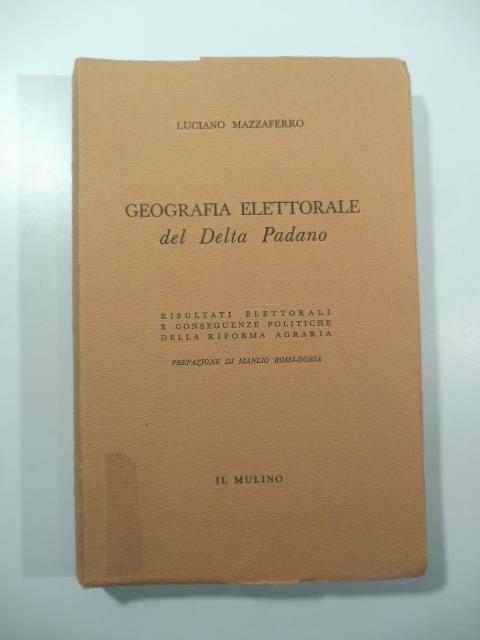 LUCIANO MAZZAFERRO
GEOGRAFIA ELETTORALE
del Delta Padano
RISULTATI ELETTORALI
E CONSEGUENZE POLITICHE
DELLA RIFORMA AGRARIA
PREFAZIONE DI MANLIO ROSSI-DORIA
IL MULINO